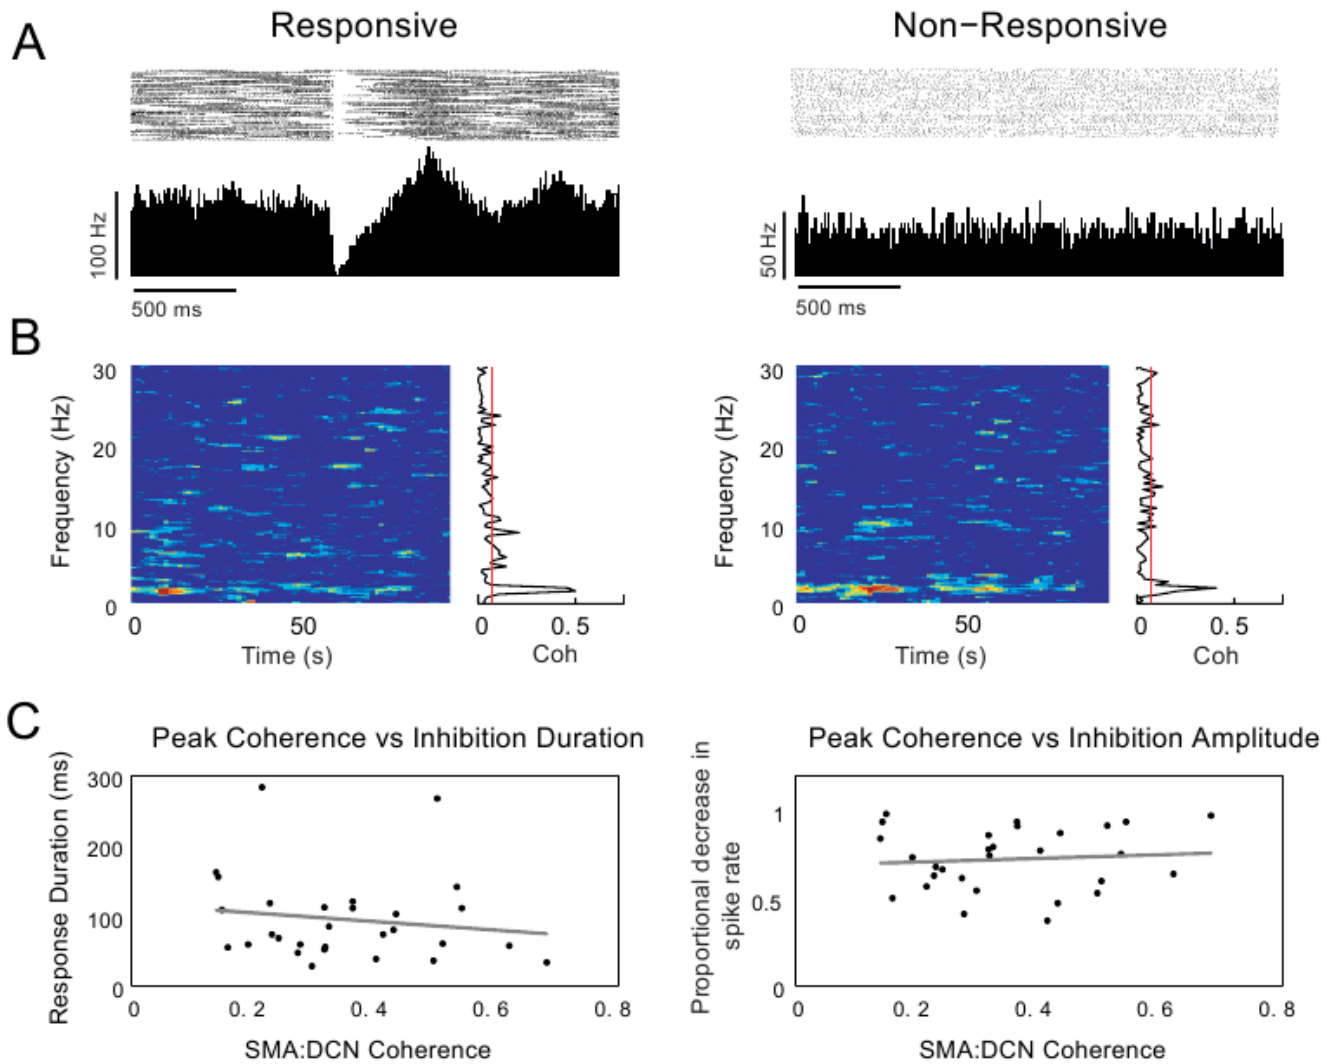 A
Responsive
Non−Responsive
100 Hz
500 ms
50 Hz
500 ms
B
Frequency (Hz)
30
20
10
0
0
50
Time (s)
0
0.5
Coh
Frequency (Hz)
30
20
10
0
0
50
Time (s)
0
0.5
Coh
C
Peak Coherence vs Inhibition Duration
Response Duration (ms)
300
200
100
0
0
0. 2
0. 4
0. 6
0. 8
SMA:DCN Coherence
Peak Coherence vs Inhibition Amplitude
Proportional decrease in
spike rate
1
0.5
0
0
0. 2
0. 4
0. 6
0. 8
SMA:DCN Coherence